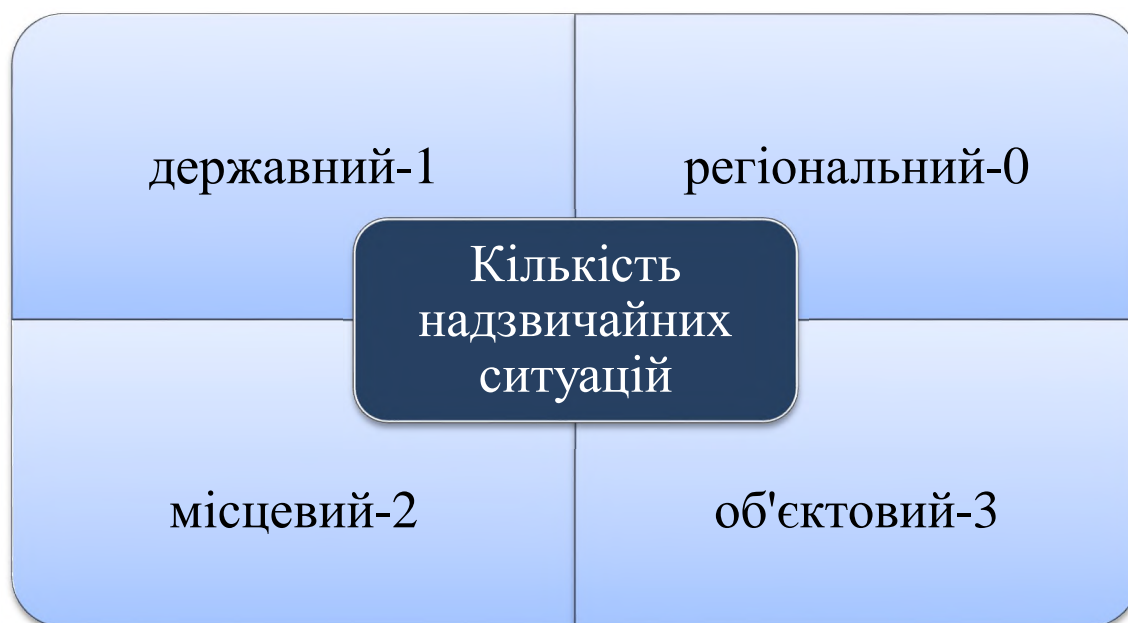 державний-1
регіональний-0
Кількість
надзвичайних
ситуацій
місцевий-2
об'єктовий-3